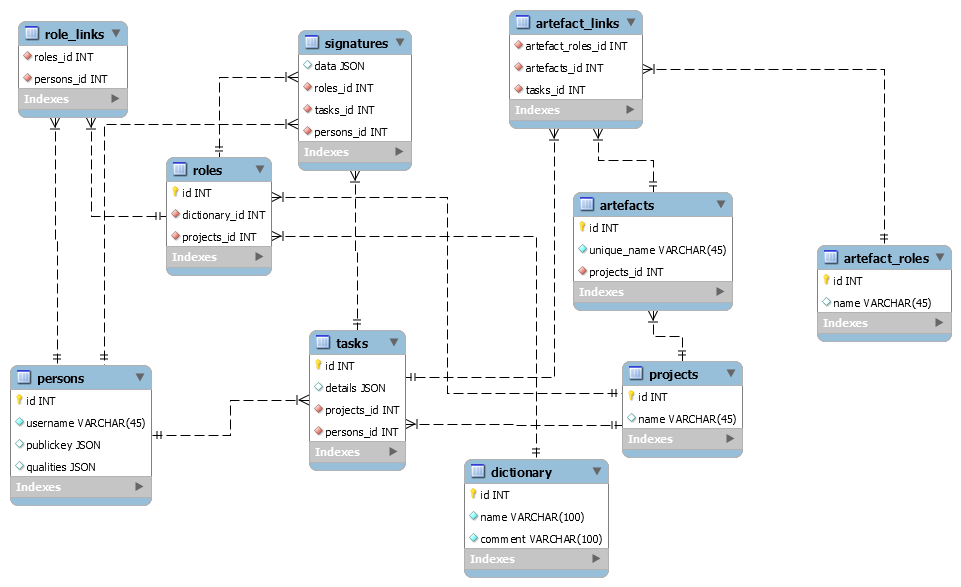 role_links
roles_id INT
persons_id INT
Indexes
signatures
data JSON
roles_id INT
tasks_id INT
persons_id INT
Indexes
artefact_links
artefact_roles_id INT
artefacts_id INT
tasks_id INT
Indexes
roles
id INT
dictionary_id INT
projects_id INT
Indexes
artefacts
id INT
unique_name VARCHAR(45)
projects_id INT
Indexes
artefact_roles
id INT
name VARCHAR(45)
Indexes
tasks
id INT
details JSON
projects_id INT
persons_id INT
Indexes
persons
id INT
username VARCHAR(45)
publickey JSON
qualities JSON
Indexes
projects
id INT
name VARCHAR(45)
Indexes
dictionary
id INT
name VARCHAR(100)
comment VARCHAR(100)
Indexes